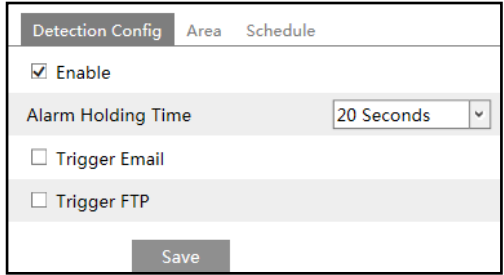 Detection Config Area Schedule
Enable
Alarm Holding Time 20 Seconds
Trigger Email
Trigger FTP
Save